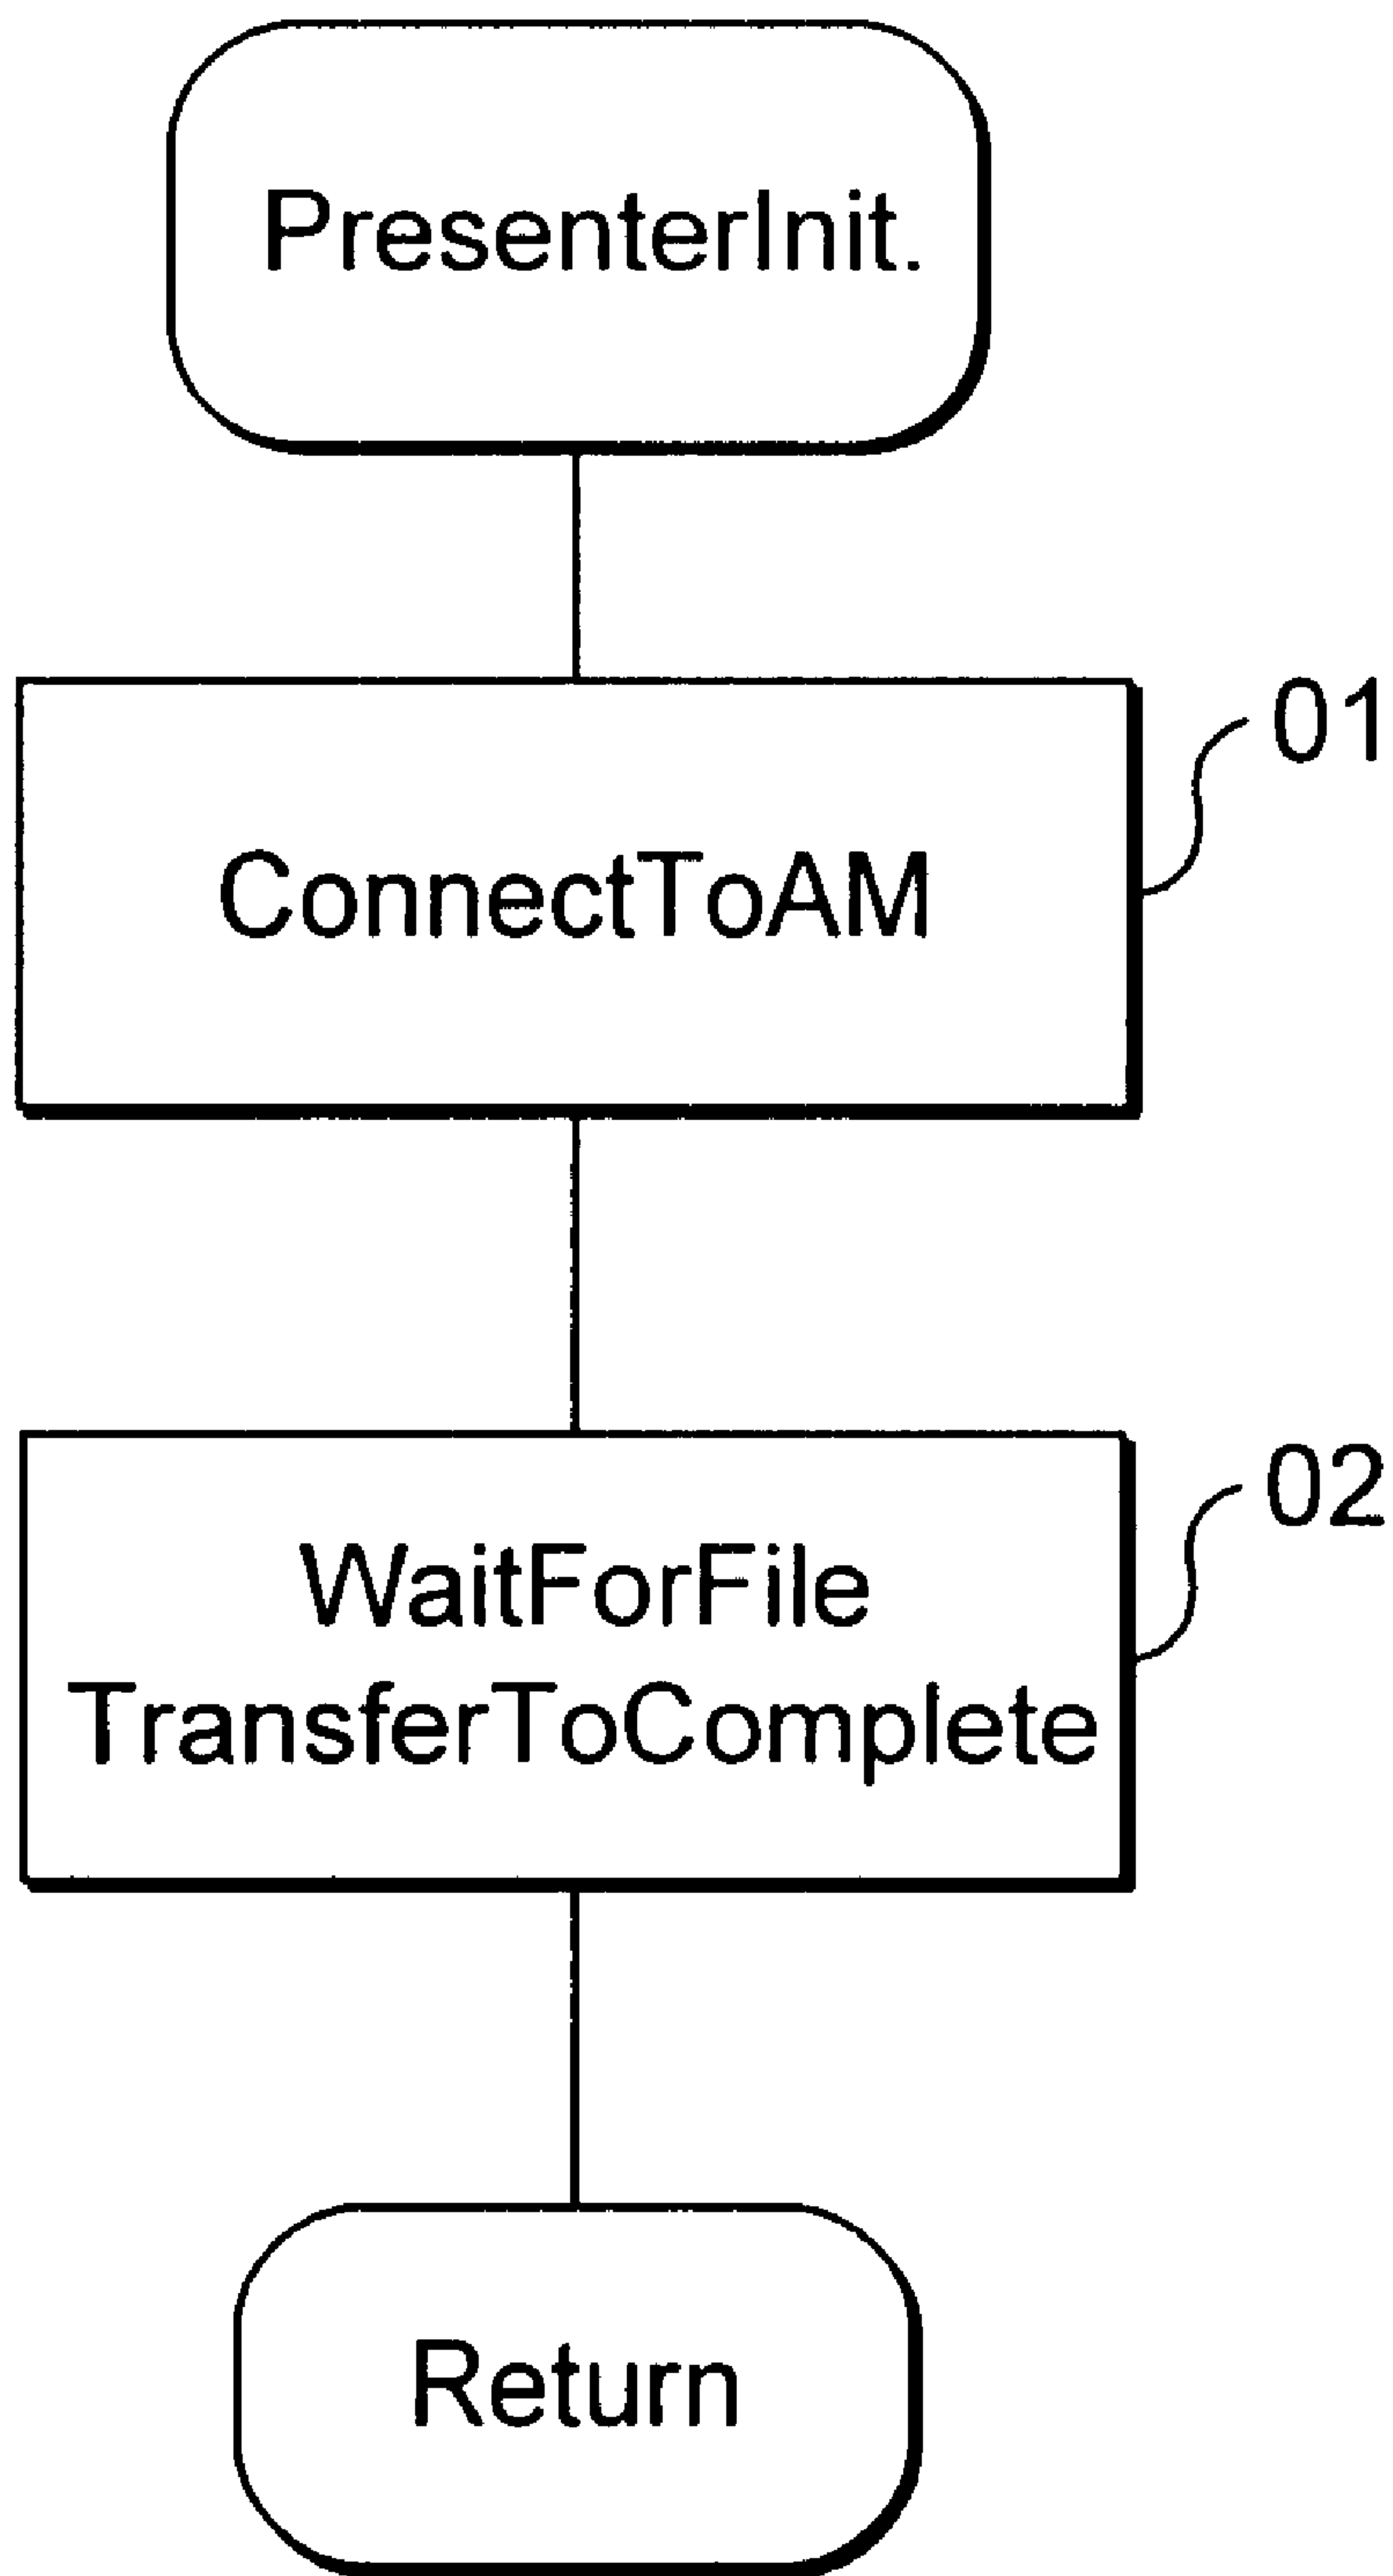 PresenterInit.
01
ConnectToAM
02
WaitForFile
TransferToComplete
Return